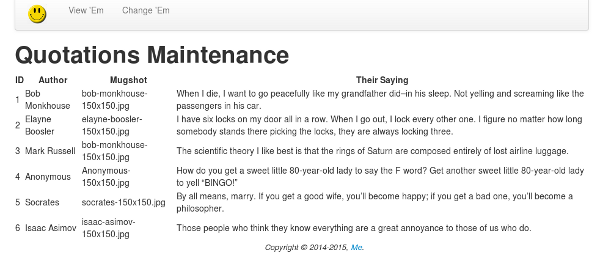 View 'Em Change 'Em
Quotations Maintenance
ID Author Mugshot Their Saying
1 Bob Monkhouse bob-monkhouse-150x150.jpg When I die, I want to go peacefully like my grandfather did–in his sleep. Not yelling and screaming like the passengers in his car.
2 Elayne Boosler elayne-boosler-150x150.jpg I have six locks on my door all in a row. When I go out, I lock every other one. I figure no matter how long somebody stands there picking the locks, they are always locking three.
3 Mark Russell bob-monkhouse-150x150.jpg The scientific theory I like best is that the rings of Saturn are composed entirely of lost airline luggage.
4 Anonymous Anonymous-150x150.jpg How do you get a sweet little 80-year-old lady to say the F word? Get another sweet little 80-year-old lady to yell “BINGO!”
5 Socrates socrates-150x150.jpg By all means, marry. If you get a good wife, you’ll become happy; if you get a bad one, you’ll become a philosopher.
6 Isaac Asimov isaac-asimov-150x150.jpg Those people who think they know everything are a great annoyance to those of us who do.
Copyright © 2014-2015, Me.